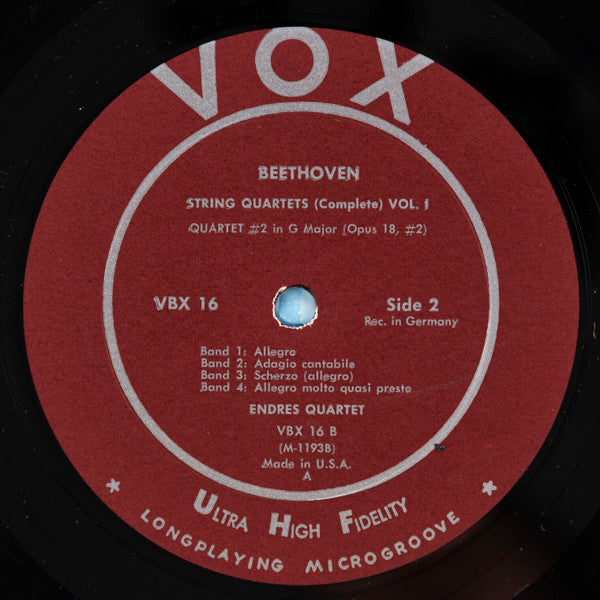 VOX
BEETHOVEN
STRING QUARTETS (Complete) VOL. I
QUARTET #2 in G Major (Opus 18, #2)
VBX 16
Side 2
Rec. in Germany
Band 1: Allegro
Band 2: Adagio cantabile
Band 3: Scherzo (allegro)
Band 4: Allegro molto quasi presto
ENDRES QUARTET
VBX 16 B
(M-1193B)
Made in U.S.A.
A
ULTRA HIGH FIDELITY
* LONGPLAYING MICROGROOVE *